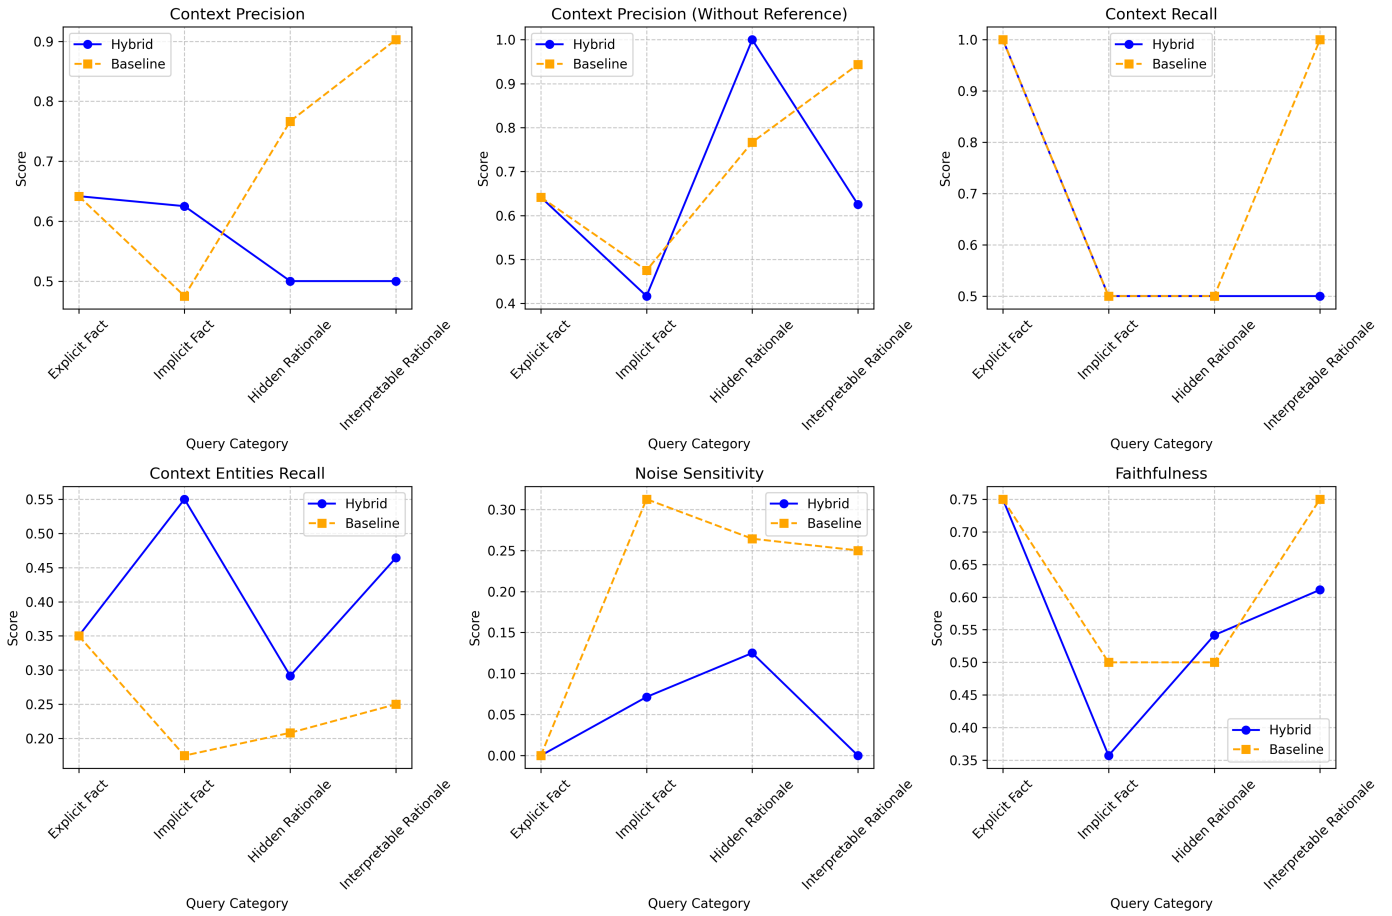 Context Precision
Score
0.9
0.8
0.7
0.6
0.5
Hybrid
Baseline
Explicit Fact
Implicit Fact
Hidden Rationale
Interpretable Rationale
Query Category
Context Precision (Without Reference)
Score
1.0
0.9
0.8
0.7
0.6
0.5
0.4
Hybrid
Baseline
Explicit Fact
Implicit Fact
Hidden Rationale
Interpretable Rationale
Query Category
Context Recall
Score
1.0
0.9
0.8
0.7
0.6
0.5
Hybrid
Baseline
Explicit Fact
Implicit Fact
Hidden Rationale
Interpretable Rationale
Query Category
Context Entities Recall
Score
0.55
0.50
0.45
0.40
0.35
0.30
0.25
0.20
Hybrid
Baseline
Explicit Fact
Implicit Fact
Hidden Rationale
Interpretable Rationale
Query Category
Noise Sensitivity
Score
0.30
0.25
0.20
0.15
0.10
0.05
0.00
Hybrid
Baseline
Explicit Fact
Implicit Fact
Hidden Rationale
Interpretable Rationale
Query Category
Faithfulness
Score
0.75
0.70
0.65
0.60
0.55
0.50
0.45
0.40
0.35
Hybrid
Baseline
Explicit Fact
Implicit Fact
Hidden Rationale
Interpretable Rationale
Query Category